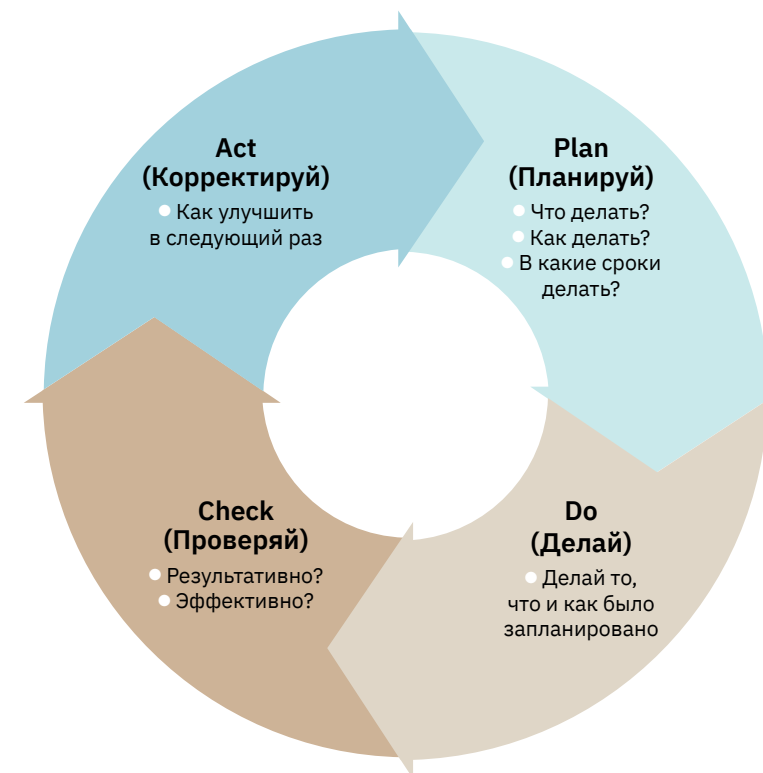 Act
(Корректируй)
● Как улучшить
в следующий раз
Plan
(Планируй)
● Что делать?
● Как делать?
● В какие сроки
делать?
Check
(Проверяй)
● Результативно?
● Эффективно?
Do
(Делай)
● Делай то,
что и как было
запланировано